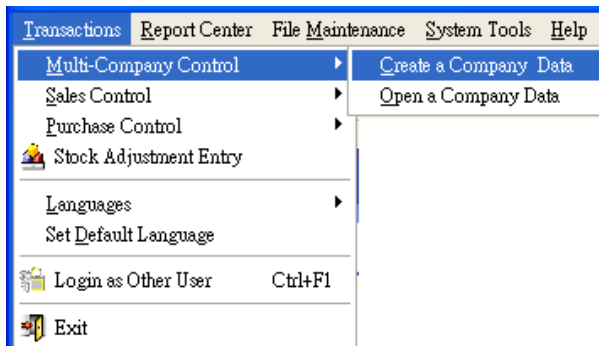 Transactions Report Center File Maintenance System Tools Help
Multi-Company Control Create a Company Data
Sales Control Open a Company Data
Purchase Control
Stock Adjustment Entry
Languages
Set Default Language
Login as Other User Ctrl+F1
Exit